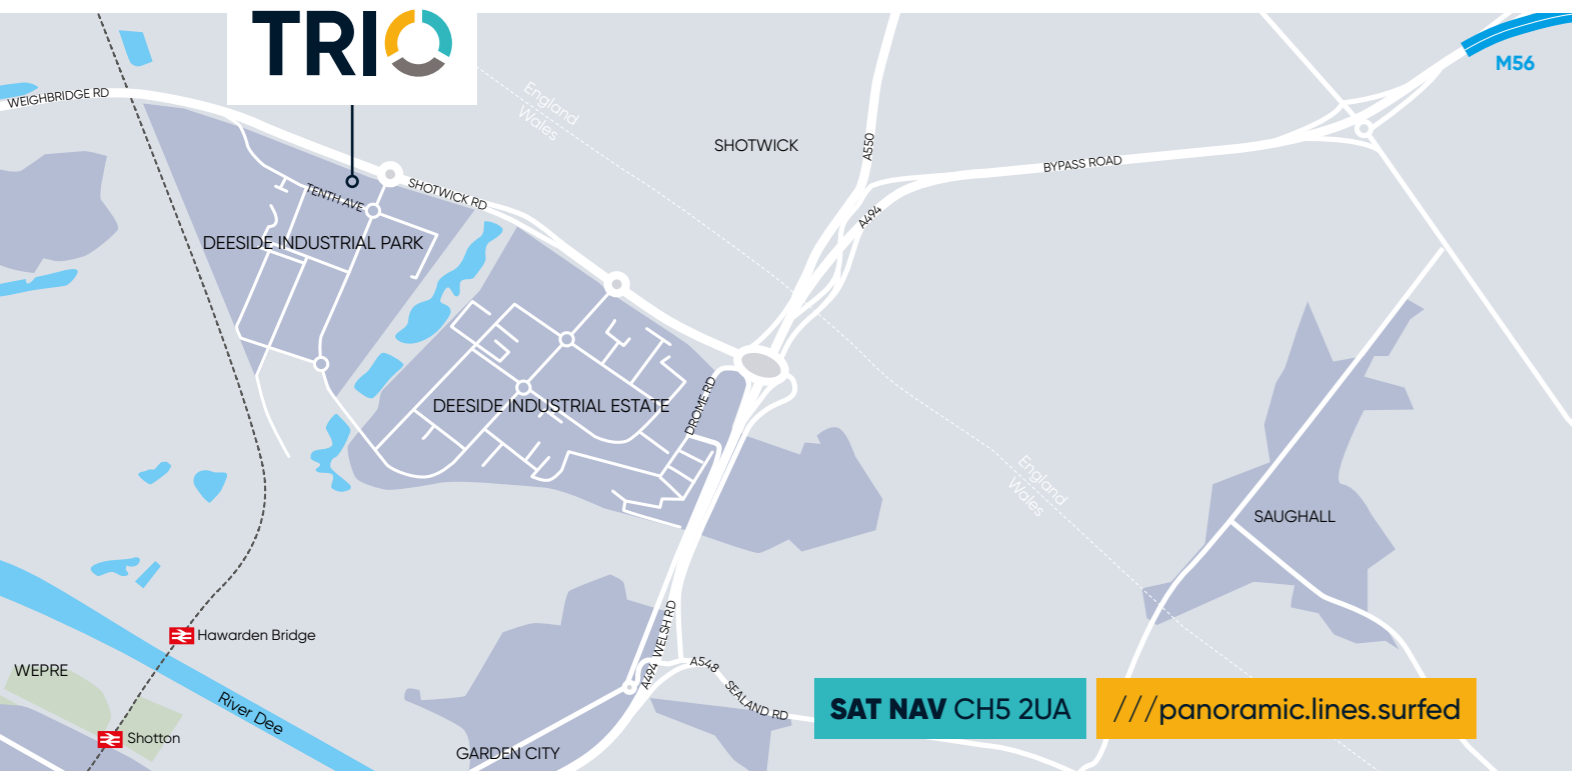 TRIO
M56
WEIGHBRIDGE RD
England
Wales
SHOTWICK
A550
BYPASS ROAD
TENTH AVE
SHOTWICK RD
A494
DEESIDE INDUSTRIAL PARK
DROME RD
DEESIDE INDUSTRIAL ESTATE
England
Wales
SAUGHALL
Hawarden Bridge
A494 WELSH RD
WEPRE
A548
SEALAND RD
River Dee
SAT NAV CH5 2UA
///panoramic.lines.surfed
Shotton
GARDEN CITY